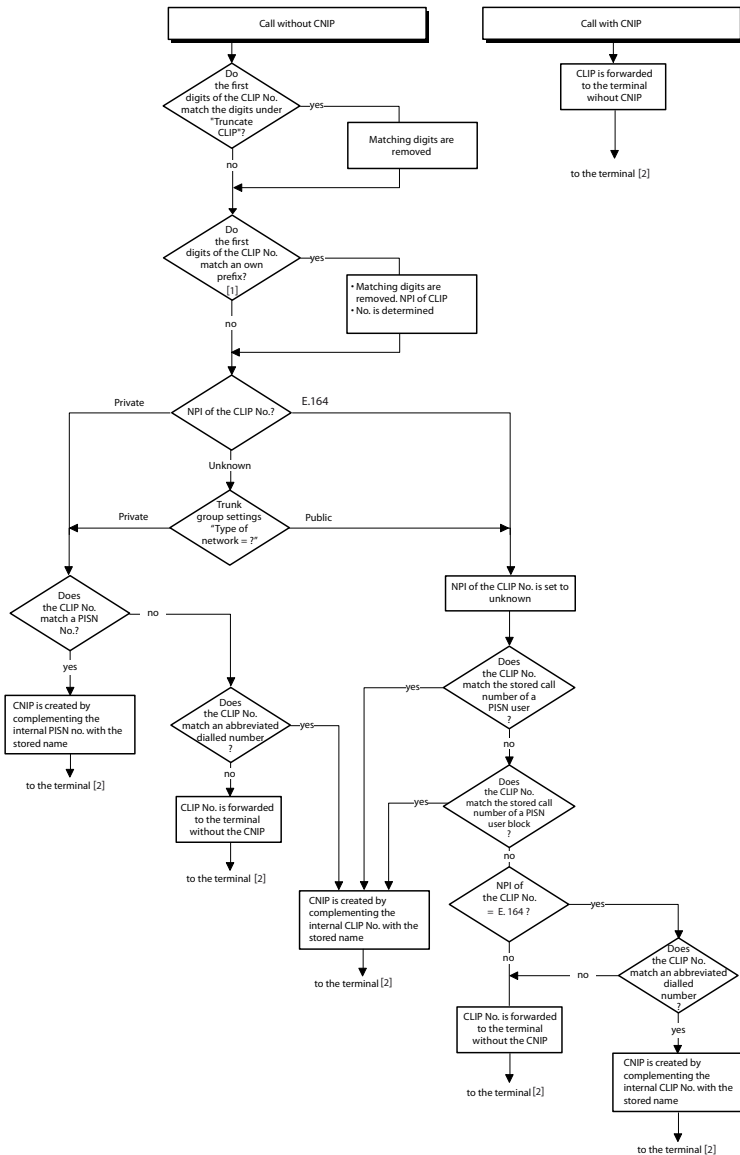 Call without CNIP
Call with CNIP
Do
the first
digits of the CLIP No.
match the digits under
"Truncate
CLIP"?
yes
Matching digits are
removed
no
CLIP is forwarded
to the terminal
wihout CNIP
to the terminal [2]
Do
the first
digits of the CLIP No.
match an own
prefix?
[1]
yes
• Matching digits are
removed. NPI of CLIP
• No. is determined
no
NPI of the CLIP No.?
Private
E.164
Unknown
Trunk
group settings
"Type of
network = ?"
Private
Public
Does
the CLIP No.
match a PISN
No.?
no
yes
CNIP is created by
complementing the
internal PISN no. with the
stored name
to the terminal [2]
Does
the CLIP No.
match an abbreviated
dialled number
?
yes
no
CLIP No. is forwarded
to the terminal
without the CNIP
to the terminal [2]
NPI of the CLIP No. is set to
unknown
Does
the CLIP No.
match the stored call
number of a
PISN user
?
yes
no
Does
the CLIP No.
match the stored call
number of a PISN
user block
?
yes
no
CNIP is created by
complementing the
internal CLIP No. with the
stored name
to the terminal [2]
NPI of
the CLIP No.
= E. 164 ?
yes
no
Does
the CLIP No.
match an abbreviated
dialled
number
?
no
yes
CLIP No. is forwarded
to the terminal
without the CNIP
to the terminal [2]
CNIP is created by
complementing the
internal CLIP No. with the
stored name
to the terminal [2]